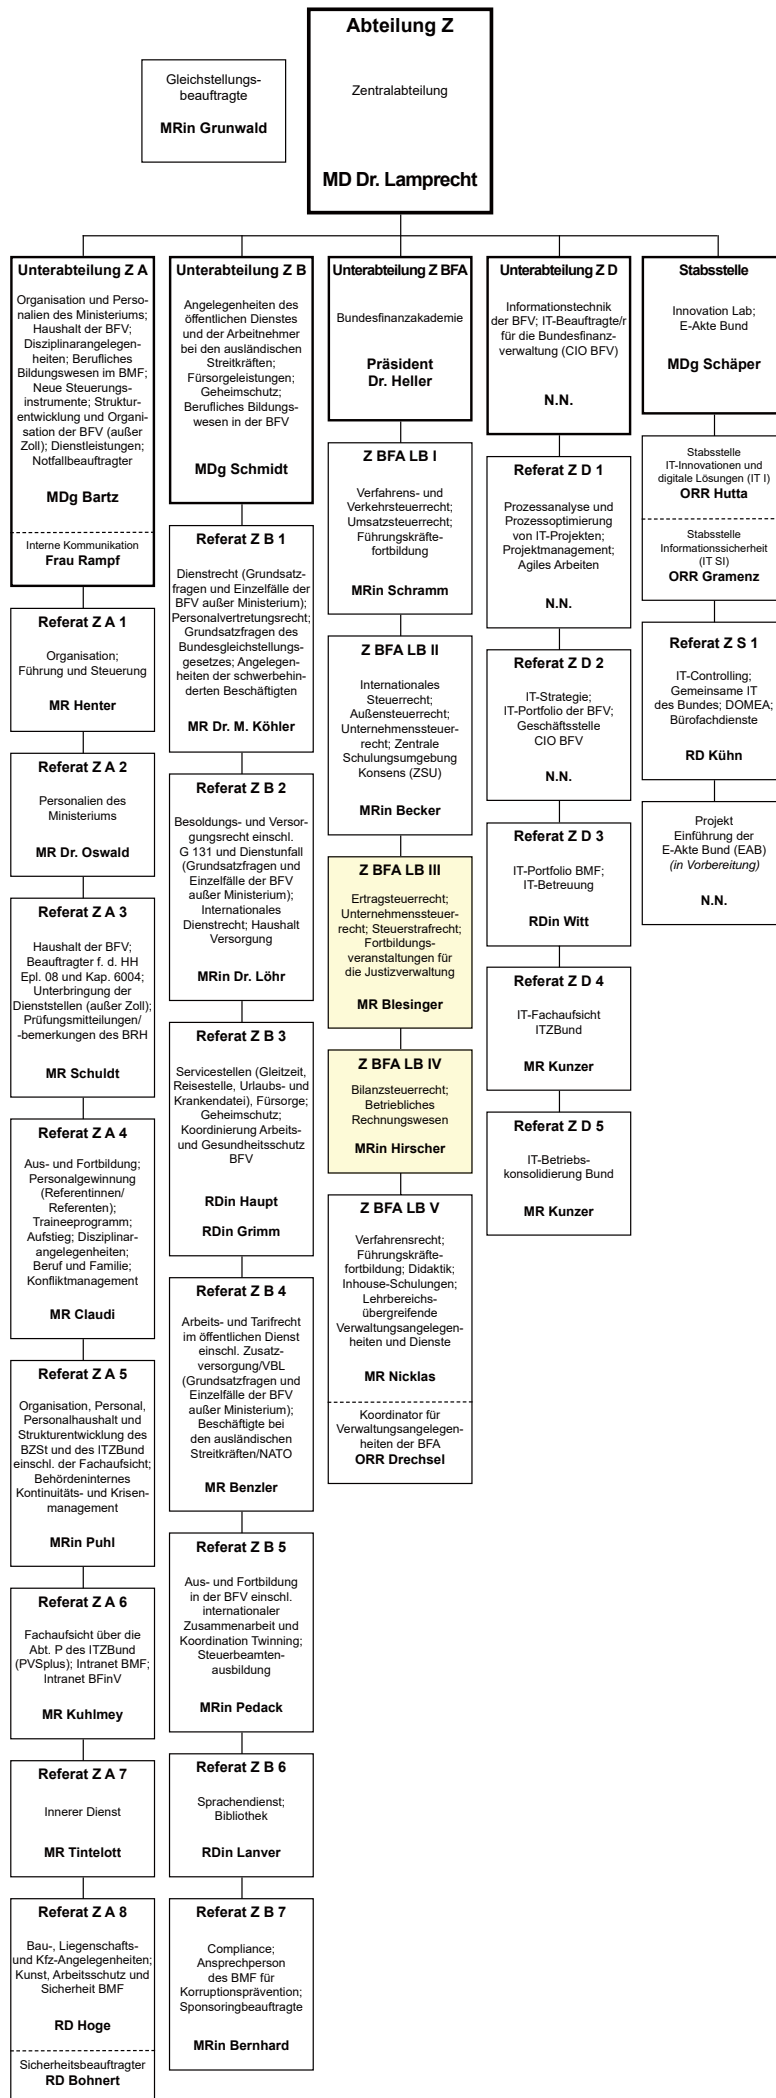 Abteilung Z
Zentralabteilung
MD Dr. Lamprecht
Gleichstellungs-
beauftragte
MRin Grunwald
Unterabteilung Z A
Organisation und Perso-
nalien des Ministeriums;
Haushalt der BFV;
Disziplinarangelegen-
heiten; Berufliches
Bildungswesen im BMF;
Neue Steuerungs-
instrumente; Struktur-
entwicklung und Organi-
sation der BFV (außer
Zoll); Dienstleistungen;
Notfallbeauftragter
MDg Bartz
Interne Kommunikation
Frau Rampf
Referat Z A 1
Organisation;
Führung und Steuerung
MR Henter
Referat Z A 2
Personalien des
Ministeriums
MR Dr. Oswald
Referat Z A 3
Haushalt der BFV;
Beauftragter f. d. HH
Epl. 08 und Kap. 6004;
Unterbringung der
Dienststellen (außer Zoll);
Prüfungsmitteilungen/
-bemerkungen des BRH
MR Schuldt
Referat Z A 4
Aus- und Fortbildung;
Personalgewinnung
(Referentinnen/
Referenten);
Traineeprogramm;
Aufstieg; Disziplinar-
angelegenheiten;
Beruf und Familie;
Konfliktmanagement
MR Claudi
Referat Z A 5
Organisation, Personal,
Personalhaushalt und
Strukturentwicklung des
BZSt und des ITZBund
einschl. der Fachaufsicht;
Behördeninternes
Kontinuitäts- und Krisen-
management
MRin Puhl
Referat Z A 6
Fachaufsicht über die
Abt. P des ITZBund
(PVSplus); Intranet BMF;
Intranet BFinV
MR Kuhlmey
Referat Z A 7
Innerer Dienst
MR Tintelott
Referat Z A 8
Bau-, Liegenschafts-
und Kfz-Angelegenheiten;
Kunst, Arbeitsschutz und
Sicherheit BMF
RD Hoge
Sicherheitsbeauftragter
RD Bohnert
Unterabteilung Z B
Angelegenheiten des
öffentlichen Dienstes
und der Arbeitnehmer
bei den ausländischen
Streitkräften;
Fürsorgeleistungen;
Geheimschutz;
Berufliches Bildungs-
wesen in der BFV
MDg Schmidt
Referat Z B 1
Dienstrecht (Grundsatz-
fragen und Einzelfälle der
BFV außer Ministerium);
Personalvertretungsrecht;
Grundsatzfragen des
Bundesgleichstellungs-
gesetzes; Angelegen-
heiten der schwerbehin-
derten Beschäftigten
MR Dr. M. Köhler
Referat Z B 2
Besoldungs- und Versor-
gungsrecht einschl.
G 131 und Dienstunfall
(Grundsatzfragen und
Einzelfälle der BFV
außer Ministerium);
Internationales
Dienstrecht; Haushalt
Versorgung
MRin Dr. Löhr
Referat Z B 3
Servicestellen (Gleitzeit,
Reisestelle, Urlaubs- und
Krankendatei), Fürsorge;
Geheimschutz;
Koordinierung Arbeits-
und Gesundheitsschutz
BFV
RDin Haupt
RDin Grimm
Referat Z B 4
Arbeits- und Tarifrecht
im öffentlichen Dienst
einschl. Zusatz-
versorgung/VBL
(Grundsatzfragen und
Einzelfälle der BFV
außer Ministerium);
Beschäftigte bei
den ausländischen
Streitkräften/NATO
MR Benzler
Referat Z B 5
Aus- und Fortbildung
in der BFV einschl.
internationaler
Zusammenarbeit und
Koordination Twinning;
Steuerbeamten-
ausbildung
MRin Pedack
Referat Z B 6
Sprachendienst;
Bibliothek
RDin Lanver
Referat Z B 7
Compliance;
Ansprechperson
des BMF für
Korruptionsprävention;
Sponsoringbeauftragte
MRin Bernhard
Unterabteilung Z BFA
Bundesfinanzakademie
Präsident
Dr. Heller
Z BFA LB I
Verfahrens- und
Verkehrsteuerrecht;
Umsatzsteuerrecht;
Führungskräfte-
fortbildung
MRin Schramm
Z BFA LB II
Internationales
Steuerrecht;
Außensteuerrecht;
Unternehmenssteuer-
recht; Zentrale
Schulungsumgebung
Konsens (ZSU)
MRin Becker
Z BFA LB III
Ertragsteuerrecht;
Unternehmenssteuer-
recht; Steuerstrafrecht;
Fortbildungs-
veranstaltungen für
die Justizverwaltung
MR Blesinger
Z BFA LB IV
Bilanzsteuerrecht;
Betriebliches
Rechnungswesen
MRin Hirscher
Z BFA LB V
Verfahrensrecht;
Führungskräfte-
fortbildung; Didaktik;
Inhouse-Schulungen;
Lehrbereichs-
übergreifende
Verwaltungsangelegen-
heiten und Dienste
MR Nicklas
Koordinator für
Verwaltungsangelegen-
heiten der BFA
ORR Drechsel
Unterabteilung Z D
Informationstechnik
der BFV; IT-Beauftragte/r
für die Bundesfinanz-
verwaltung (CIO BFV)
N.N.
Referat Z D 1
Prozessanalyse und
Prozessoptimierung
von IT-Projekten;
Projektmanagement;
Agiles Arbeiten
N.N.
Referat Z D 2
IT-Strategie;
IT-Portfolio der BFV;
Geschäftsstelle
CIO BFV
N.N.
Referat Z D 3
IT-Portfolio BMF;
IT-Betreuung
RDin Witt
Referat Z D 4
IT-Fachaufsicht
ITZBund
MR Kunzer
Referat Z D 5
IT-Betriebs-
konsolidierung Bund
MR Kunzer
Stabsstelle
Innovation Lab;
E-Akte Bund
MDg Schäper
Stabsstelle
IT-Innovationen und
digitale Lösungen (IT I)
ORR Hutta
Stabsstelle
Informationssicherheit
(IT SI)
ORR Gramenz
Referat Z S 1
IT-Controlling;
Gemeinsame IT
des Bundes; DOMEA;
Bürofachdienste
RD Kühn
Projekt
Einführung der
E-Akte Bund (EAB)
(in Vorbereitung)
N.N.